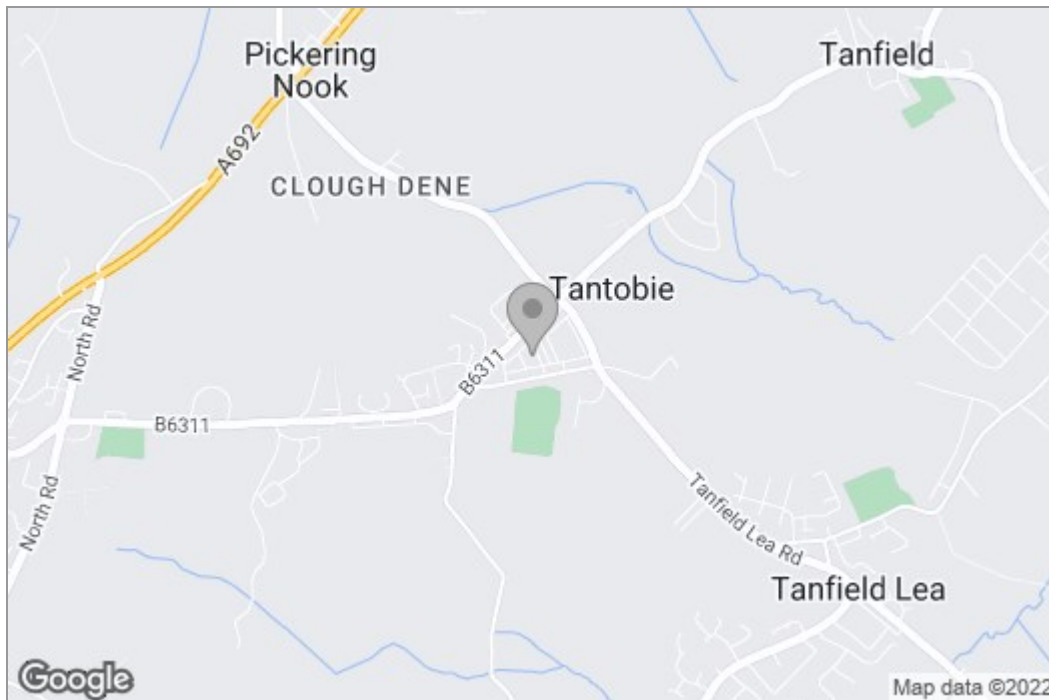 Pickering
Nook
Tanfield
A692
CLOUGH DENE
Tantobie
North Rd
B6311
B6311
North Rd
Tanfield Lea Rd
Tanfield Lea
Google
Map data ©2022